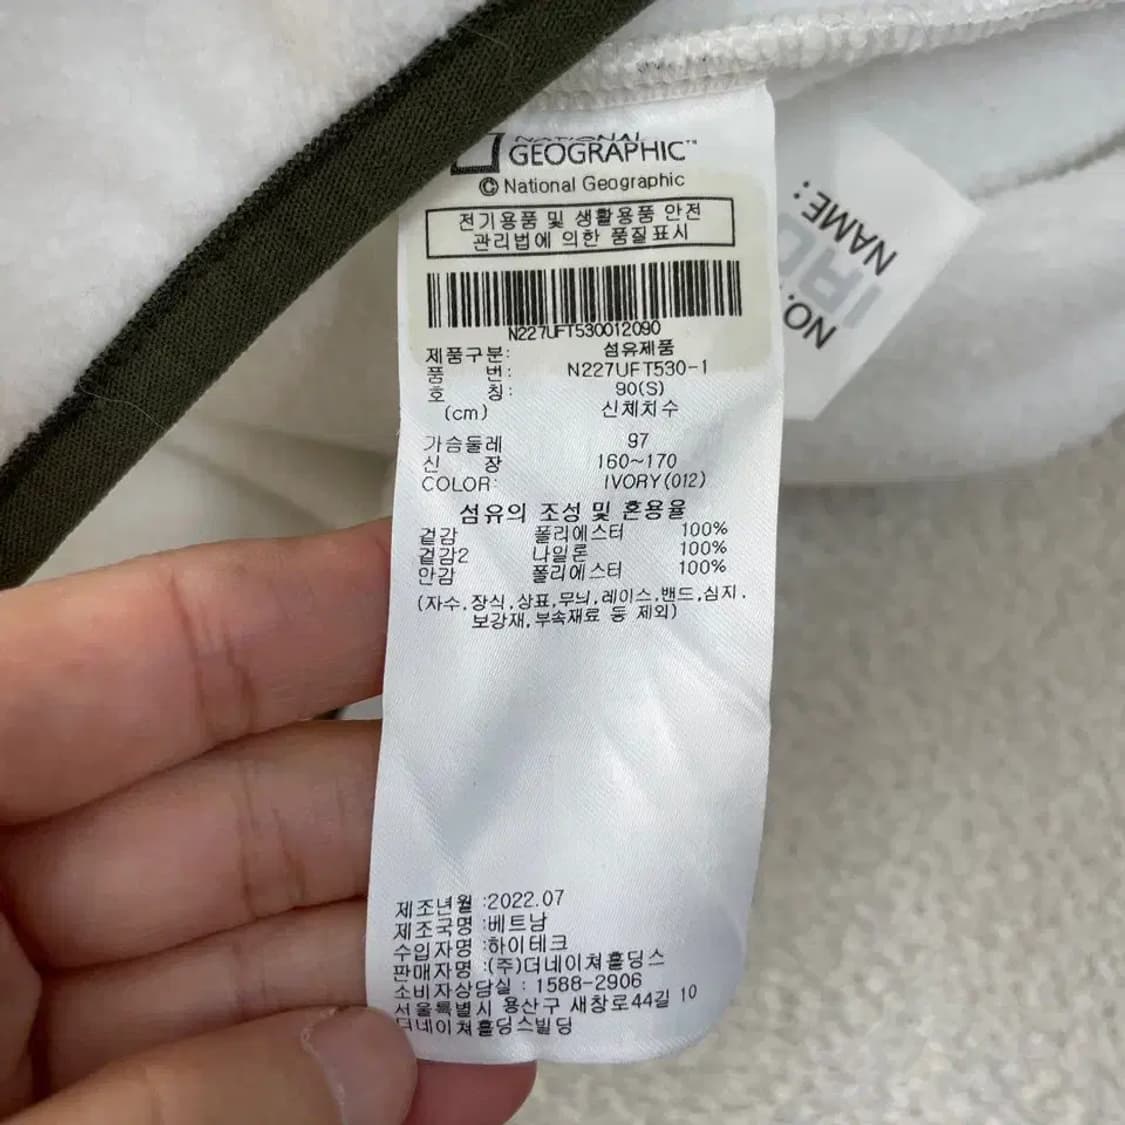 NATIONAL
GEOGRAPHIC™
© National Geographic
전기용품 및 생활용품 안전
관리법에 의한 품질표시
N227UFT530012090
제품구분: 섬유제품
품 번: N227UFT530-1
호 칭: 90(S)
(cm) 신체치수
가슴둘레 97
신 장 160~170
COLOR: IVORY(012)
섬유의 조성 및 혼용율
겉감 폴리에스터 100%
겉감2 나일론 100%
안감 폴리에스터 100%
(자수,장식,상표,무늬,레이스,밴드,심지,
보강재,부속재료 등 제외)
제조년월 :2022.07
제조국명 :베트남
수입자명 :하이테크
판매자명 :(주)더네이쳐홀딩스
소비자상담실 : 1588-2906
서울특별시 용산구 새창로44길 10
더네이쳐홀딩스빌딩
NAME:
NO.